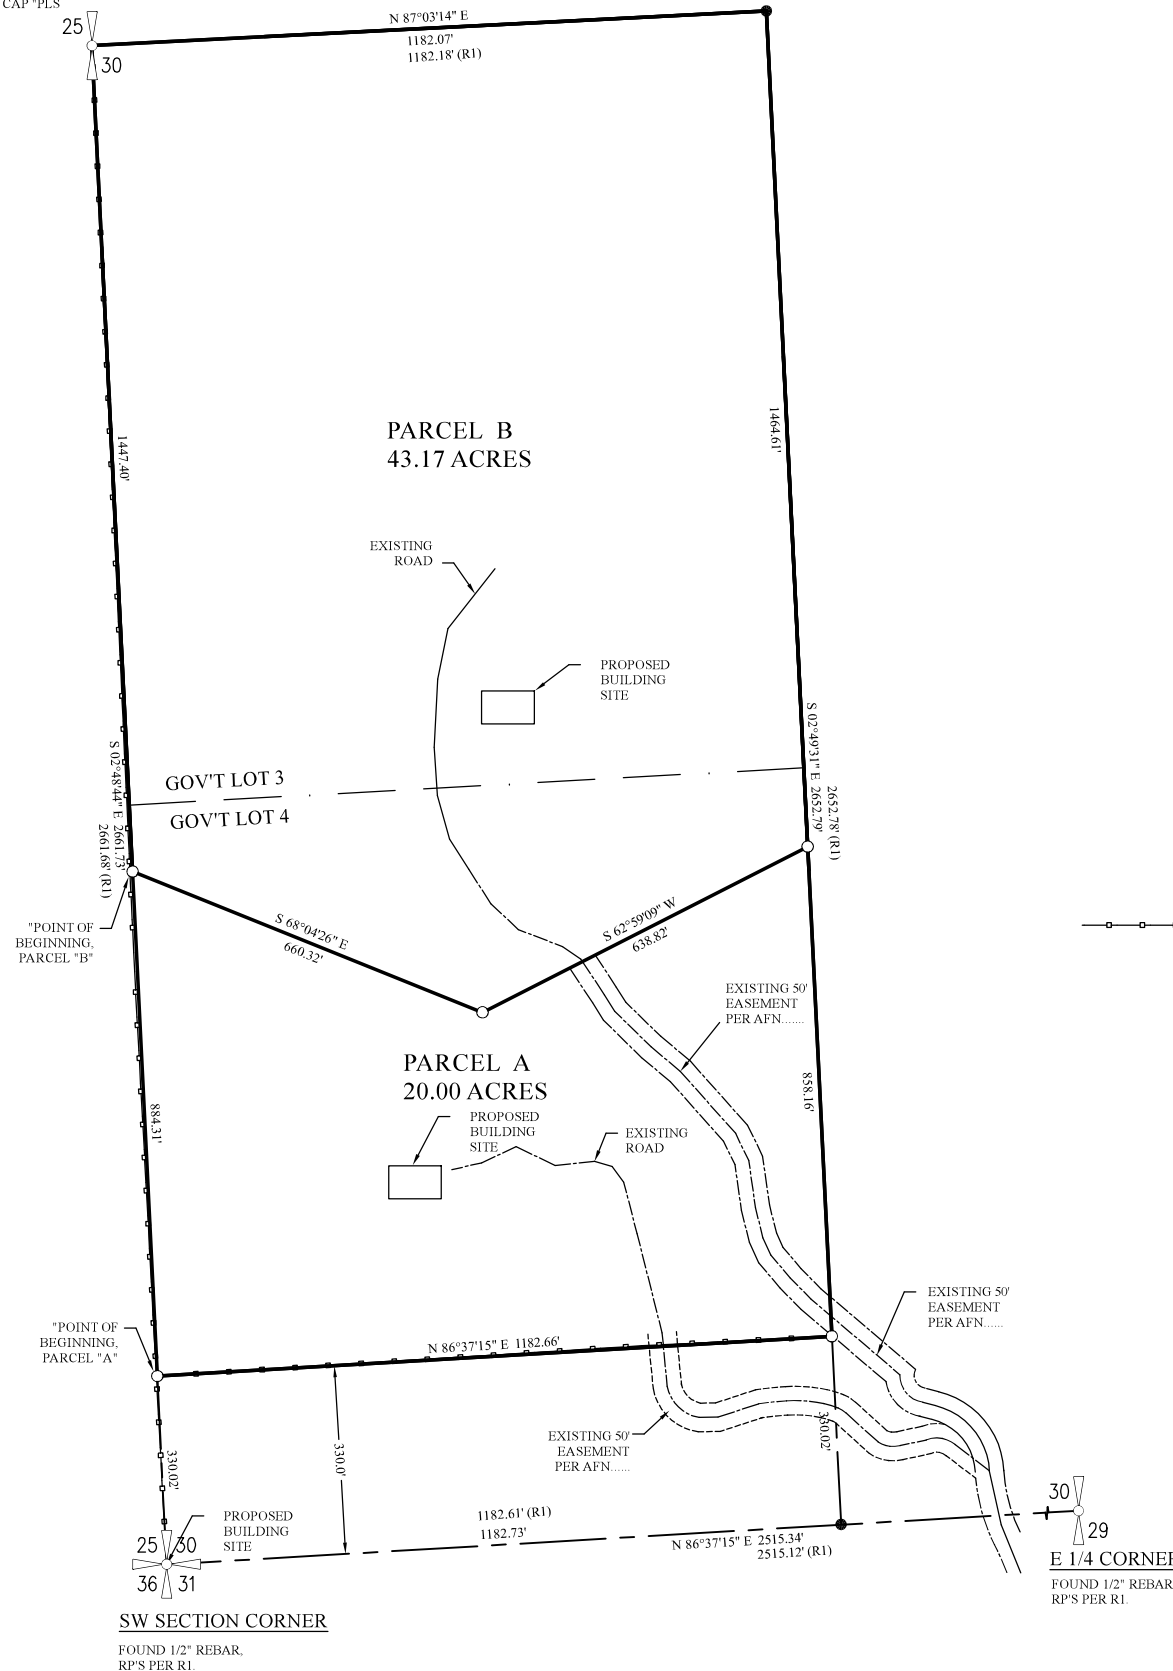 CAP "PLS
25
30
N 87°03'14" E
1182.07'
1182.18' (R1)
1447.40'
1464.61'
PARCEL B
43.17 ACRES
EXISTING
ROAD
PROPOSED
BUILDING
SITE
GOV'T LOT 3
GOV'T LOT 4
S 02°48'44" E 2661.73'
2661.68' (R1)
S 02°49'31" E 2652.79'
2652.78' (R1)
"POINT OF
BEGINNING,
PARCEL "B"
S 68°04'26" E
660.32'
S 62°59'09" W
638.82'
EXISTING 50'
EASEMENT
PER AFN.......
PARCEL A
20.00 ACRES
PROPOSED
BUILDING
SITE
EXISTING
ROAD
884.31'
858.16'
EXISTING 50'
EASEMENT
PER AFN......
"POINT OF
BEGINNING,
PARCEL "A"
N 86°37'15" E 1182.66'
330.02'
330.0'
330.02'
EXISTING 50'
EASEMENT
PER AFN......
PROPOSED
BUILDING
SITE
1182.61' (R1)
1182.73'
N 86°37'15" E 2515.34'
2515.12' (R1)
25 30
36 31
30
29
E 1/4 CORNER
FOUND 1/2" REBAR
RP'S PER R1.
SW SECTION CORNER
FOUND 1/2" REBAR,
RP'S PER R1.